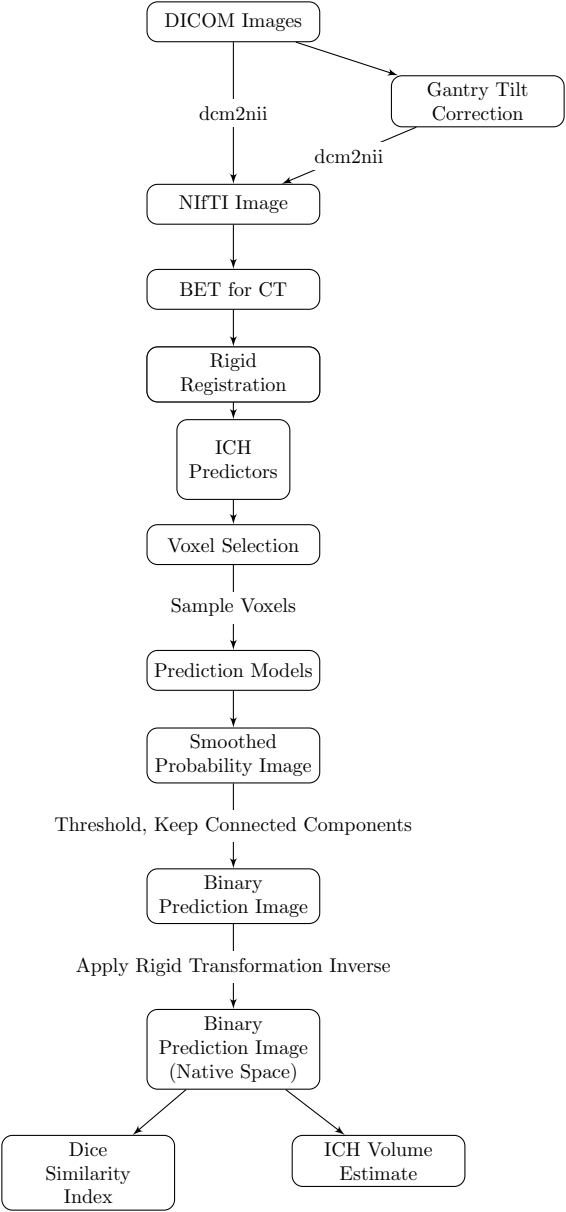 DICOM Images
Gantry Tilt
Correction
dcm2nii
dcm2nii
NIfTI Image
BET for CT
Rigid
Registration
ICH
Predictors
Voxel Selection
Sample Voxels
Prediction Models
Smoothed
Probability Image
Threshold, Keep Connected Components
Binary
Prediction Image
Apply Rigid Transformation Inverse
Binary
Prediction Image
(Native Space)
Dice
Similarity
Index
ICH Volume
Estimate